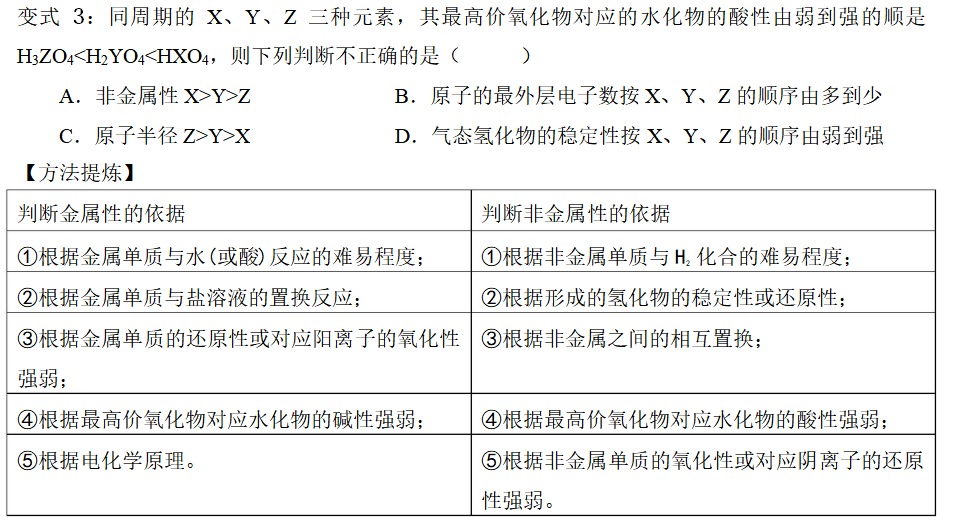 变式 3：同周期的 X、Y、Z 三种元素，其最高价氧化物对应的水化物的酸性由弱到强的顺是
H₃ZO₄<H₂YO₄<HXO₄，则下列判断不正确的是（ ）
A．非金属性 X>Y>Z B．原子的最外层电子数按 X、Y、Z 的顺序由多到少
C．原子半径 Z>Y>X D．气态氢化物的稳定性按 X、Y、Z 的顺序由弱到强
【方法提炼】
判断金属性的依据 判断非金属性的依据
①根据金属单质与水(或酸)反应的难易程度； ①根据非金属单质与 H₂ 化合的难易程度；
②根据金属单质与盐溶液的置换反应； ②根据形成的氢化物的稳定性或还原性；
③根据金属单质的还原性或对应阳离子的氧化性 ③根据非金属之间的相互置换；
强弱；
④根据最高价氧化物对应水化物的碱性强弱； ④根据最高价氧化物对应水化物的酸性强弱；
⑤根据电化学原理。 ⑤根据非金属单质的氧化性或对应阴离子的还原
性强弱。